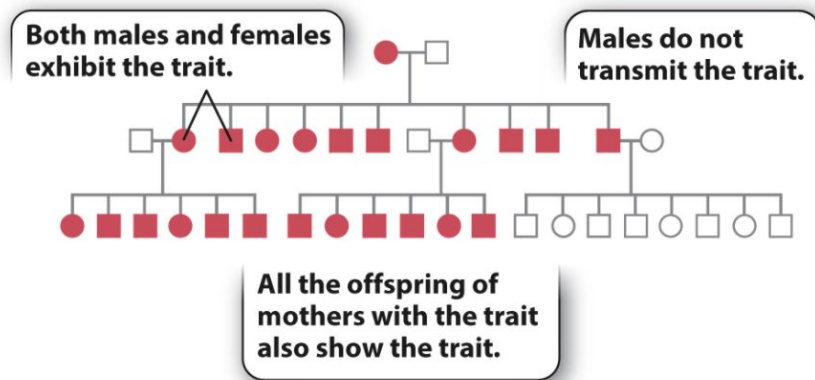 Both males and females
exhibit the trait.
Males do not
transmit the trait.
All the offspring of
mothers with the trait
also show the trait.